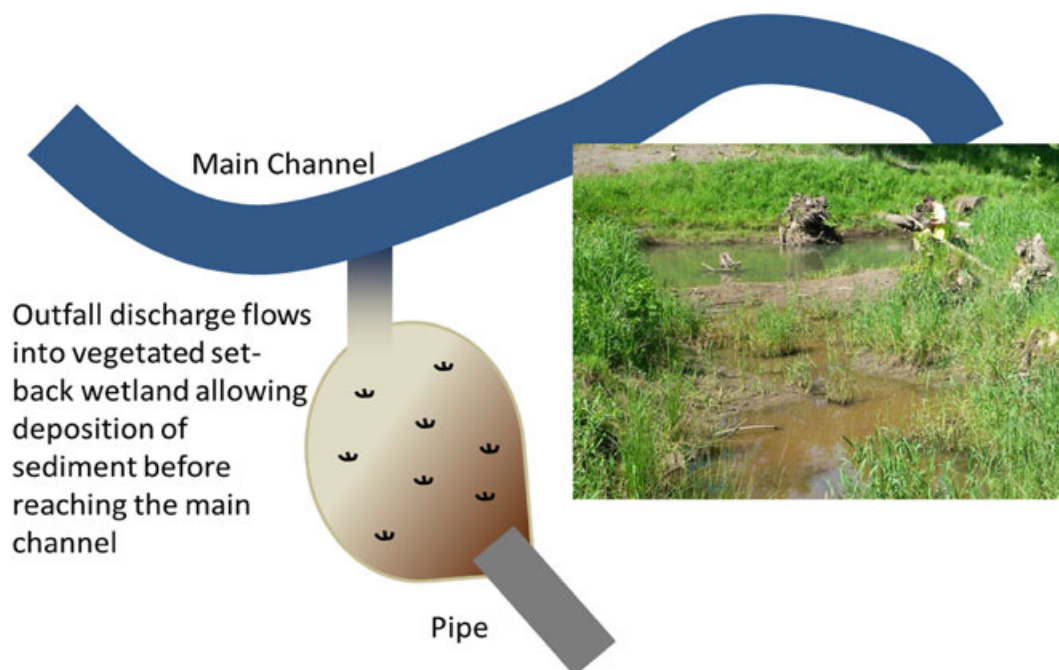 Main Channel
Outfall discharge flows
into vegetated set-
back wetland allowing
deposition of
sediment before
reaching the main
channel
Pipe